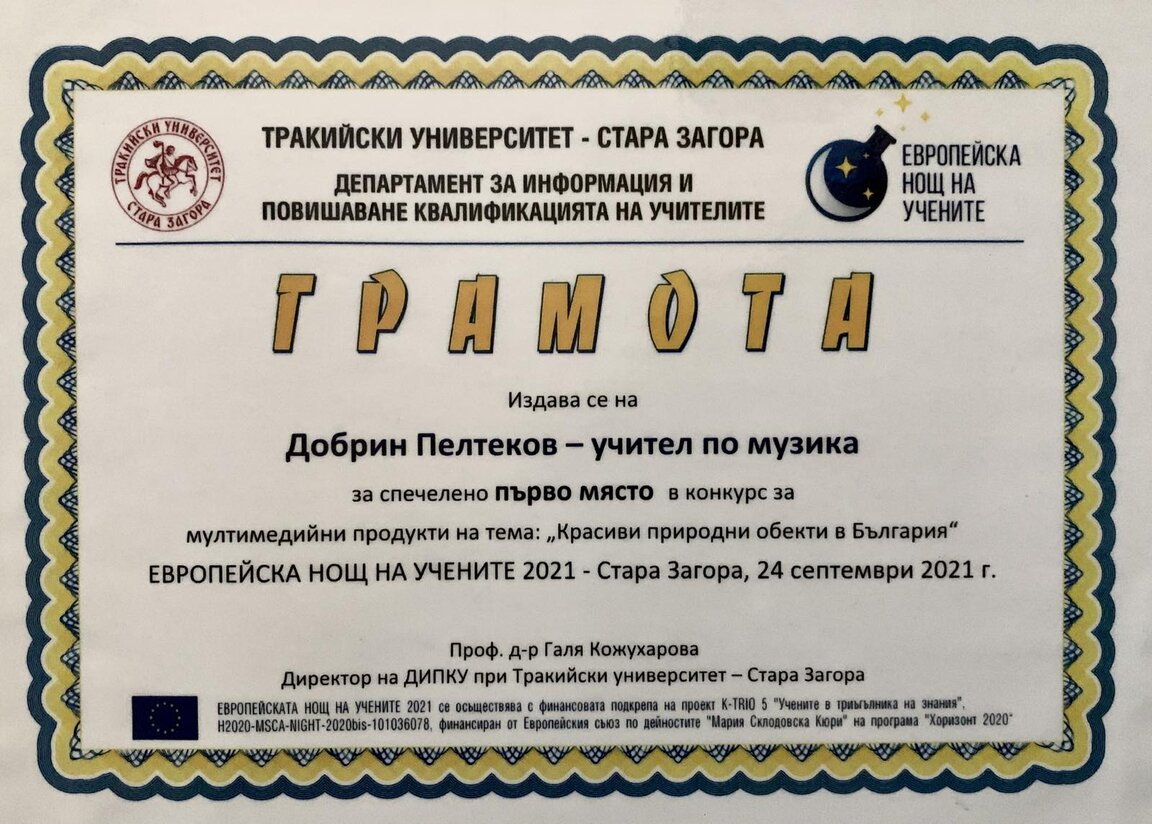 ТРАКИЙСКИ УНИВЕРСИТЕТ
СТАРА ЗАГОРА
ТРАКИЙСКИ УНИВЕРСИТЕТ - СТАРА ЗАГОРА
ДЕПАРТАМЕНТ ЗА ИНФОРМАЦИЯ И
ПОВИШАВАНЕ КВАЛИФИКАЦИЯТА НА УЧИТЕЛИТЕ
ЕВРОПЕЙСКА
НОЩ НА
УЧЕНИТЕ
ГРАМОТА
Издава се на
Добрин Пелтеков – учител по музика
за спечелено първо място в конкурс за
мултимедийни продукти на тема: „Красиви природни обекти в България“
ЕВРОПЕЙСКА НОЩ НА УЧЕНИТЕ 2021 - Стара Загора, 24 септември 2021 г.
Проф. д-р Галя Кожухарова
Директор на ДИПКУ при Тракийски университет – Стара Загора
ЕВРОПЕЙСКАТА НОЩ НА УЧЕНИТЕ 2021 се осъществява с финансовата подкрепа на проект K-TRIO 5 "Учените в триъгълника на знания",
H2020-MSCA-NIGHT-2020bis-101036078, финансиран от Европейския съюз по дейностите "Мария Склодовска Кюри" на програма "Хоризонт 2020"